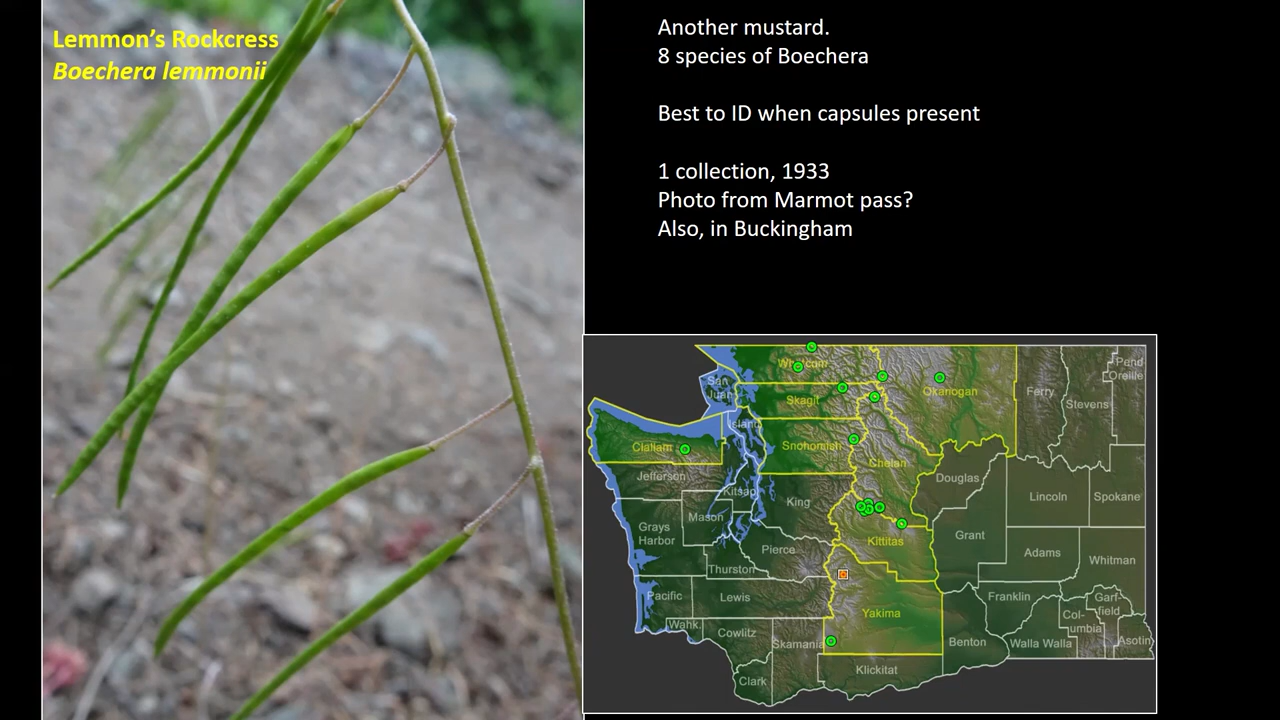 Lemmon's Rockcress
Boechera lemmonii
Another mustard.
8 species of Boechera
Best to ID when capsules present
1 collection, 1933
Photo from Marmot pass?
Also, in Buckingham
Whatcom
San Juan
Skagit
Okanogan
Ferry
Pend Oreille
Stevens
Island
Clallam
Snohomish
Chelan
Jefferson
Kitsap
King
Douglas
Lincoln
Spokane
Grays Harbor
Mason
Kittitas
Grant
Pierce
Adams
Whitman
Thurston
Pacific
Lewis
Yakima
Franklin
Garfield
Columbia
Wahk.
Cowlitz
Skamania
Benton
Walla Walla
Asotin
Clark
Klickitat